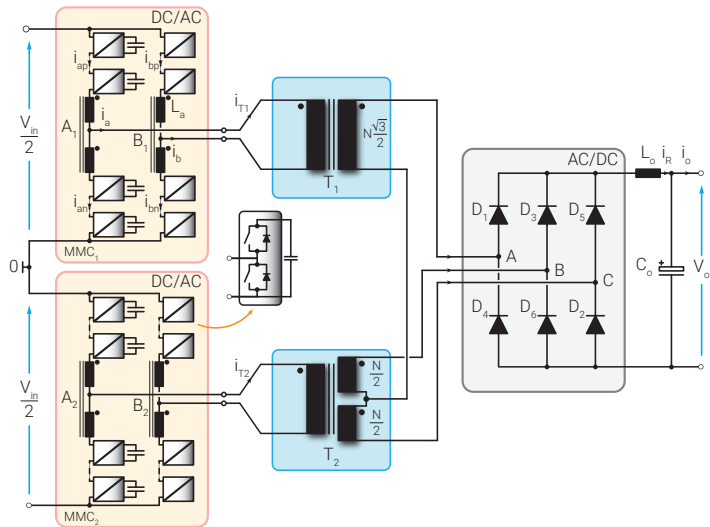 DC/AC
i_ap
i_bp
V_in/2
A_1
i_a
L_a
B_1
i_b
i_an
i_bn
MMC_1
i_T1
N√3/2
T_1
AC/DC
L_o i_R i_o
D_1 D_3 D_5
A
B
C
C_o
+
V_o
D_4 D_6 D_2
0
DC/AC
V_in/2
A_2
B_2
MMC_2
i_T2
N/2
N/2
T_2